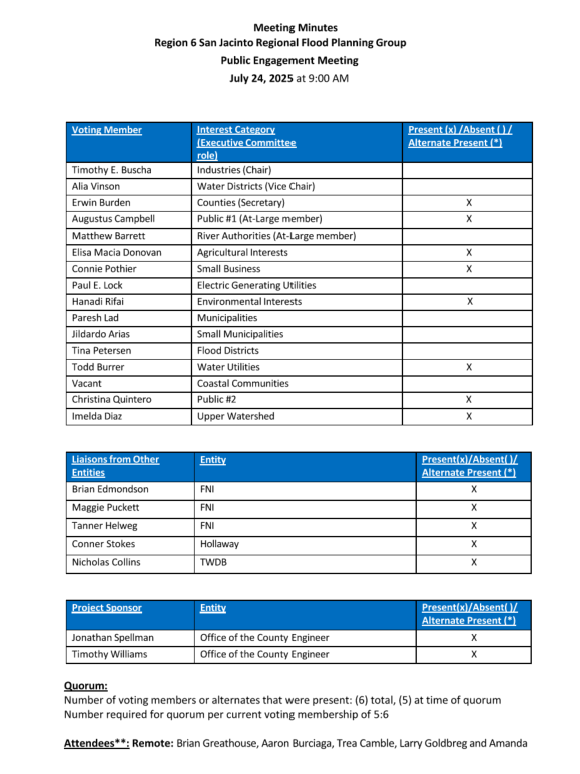 Meeting Minutes
Region 6 San Jacinto Regional Flood Planning Group
Public Engagement Meeting
July 24, 2025 at 9:00 AM
Voting Member Interest Category (Executive Committee role) Present (x) /Absent ( ) / Alternate Present (*)
Timothy E. Buscha Industries (Chair)
Alia Vinson Water Districts (Vice Chair)
Erwin Burden Counties (Secretary) X
Augustus Campbell Public #1 (At-Large member) X
Matthew Barrett River Authorities (At-Large member)
Elisa Macia Donovan Agricultural Interests X
Connie Pothier Small Business X
Paul E. Lock Electric Generating Utilities
Hanadi Rifai Environmental Interests X
Paresh Lad Municipalities
Jildardo Arias Small Municipalities
Tina Petersen Flood Districts
Todd Burrer Water Utilities X
Vacant Coastal Communities
Christina Quintero Public #2 X
Imelda Diaz Upper Watershed X
Liaisons from Other Entities Entity Present(x)/Absent( )/ Alternate Present (*)
Brian Edmondson FNI X
Maggie Puckett FNI X
Tanner Helweg FNI X
Conner Stokes Hollaway X
Nicholas Collins TWDB X
Project Sponsor Entity Present(x)/Absent( )/ Alternate Present (*)
Jonathan Spellman Office of the County Engineer X
Timothy Williams Office of the County Engineer X
Quorum:
Number of voting members or alternates that were present: (6) total, (5) at time of quorum
Number required for quorum per current voting membership of 5:6
Attendees**: Remote: Brian Greathouse, Aaron Burciaga, Trea Camble, Larry Goldbreg and Amanda